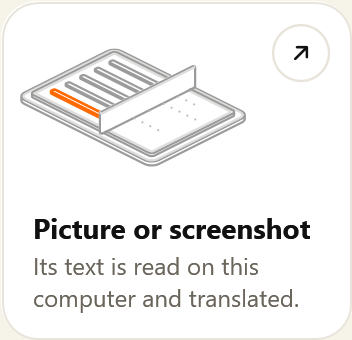 Picture or screenshot
Its text is read on this
computer and translated.